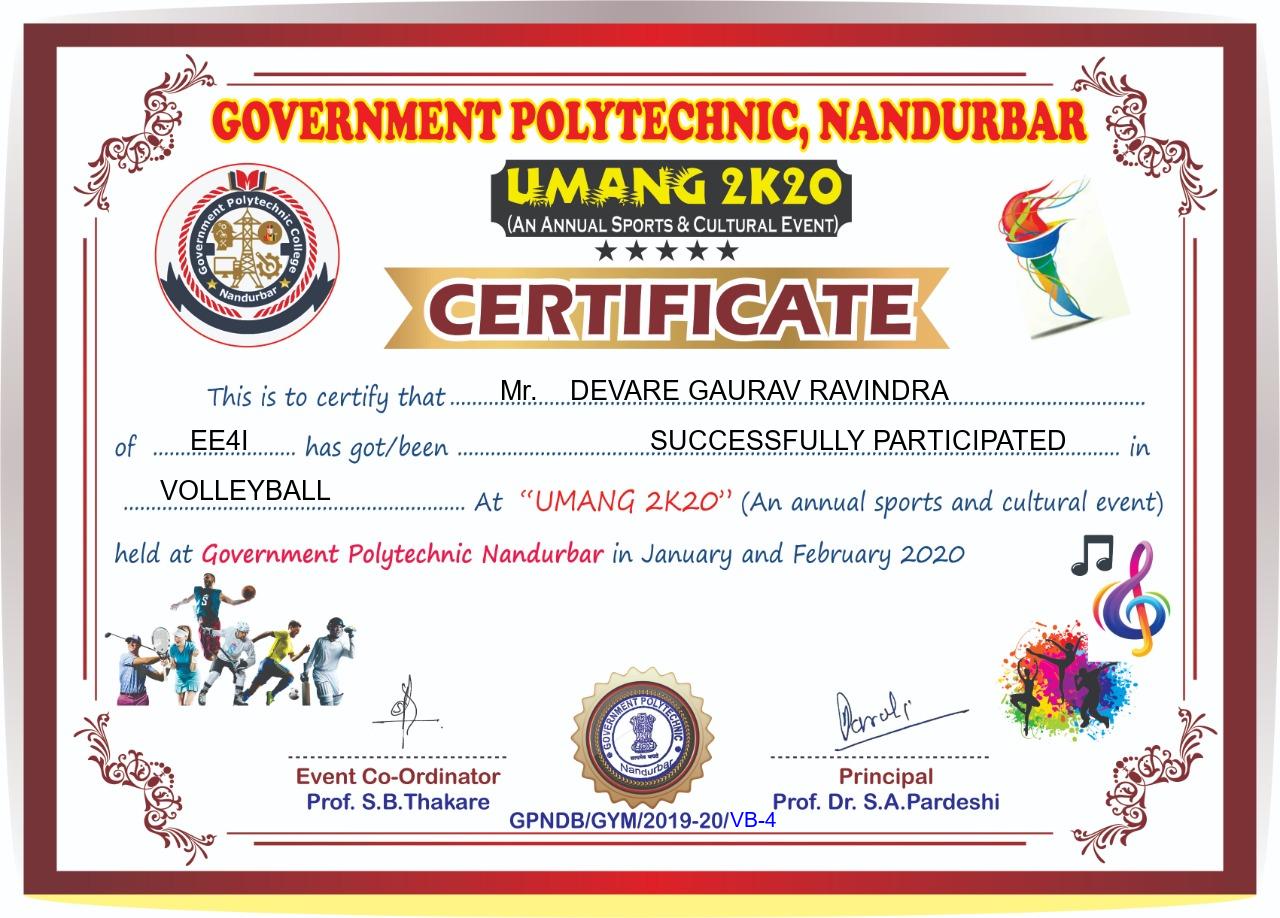 GOVERNMENT POLYTECHNIC, NANDURBAR
Government Polytechnic College
Nandurbar
UMANG 2K20
(AN ANNUAL SPORTS & CULTURAL EVENT)
CERTIFICATE
This is to certify that Mr. DEVARE GAURAV RAVINDRA
of EE4I has got/been SUCCESSFULLY PARTICIPATED in
VOLLEYBALL At “UMANG 2K20” (An annual sports and cultural event)
held at Government Polytechnic Nandurbar in January and February 2020
S
Event Co-Ordinator
Prof. S.B.Thakare
GOVERNMENT POLYTECHNIC
सत्यमेव जयते
Nandurbar
Principal
Prof. Dr. S.A.Pardeshi
GPNDB/GYM/2019-20/VB-4